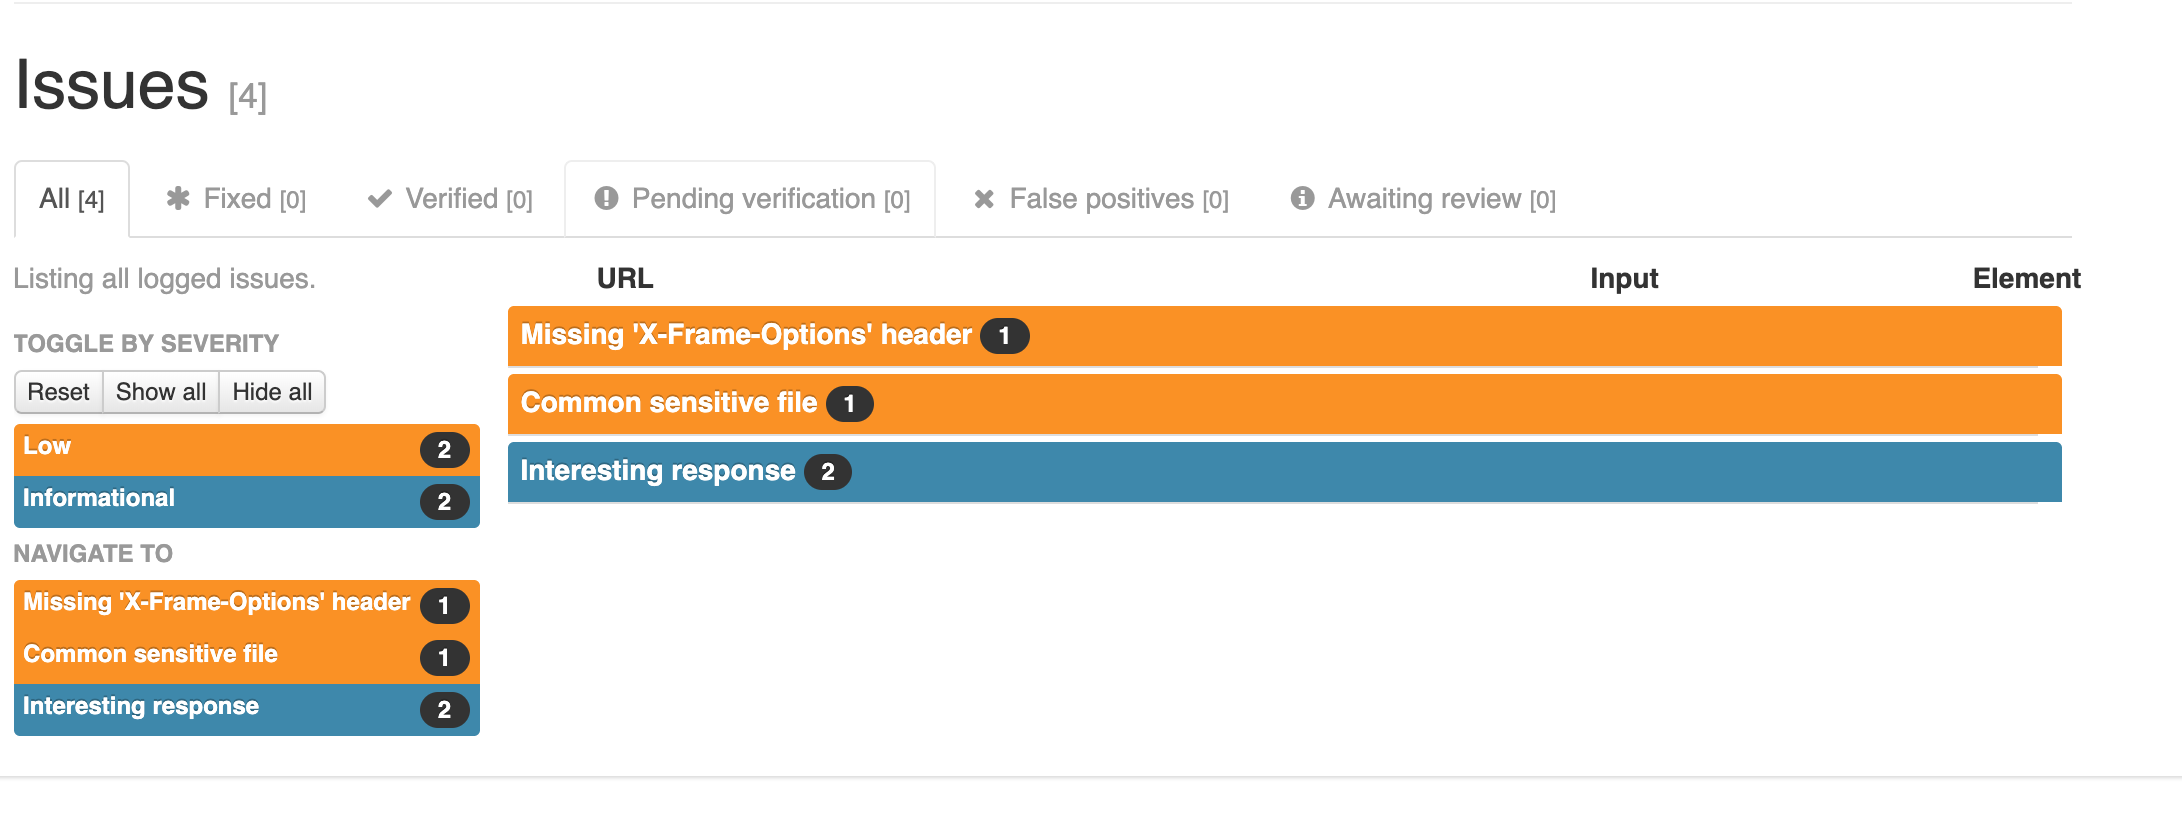 Issues [4]
All [4] Fixed [0] Verified [0] Pending verification [0] False positives [0] Awaiting review [0]
Listing all logged issues.
TOGGLE BY SEVERITY
Reset Show all Hide all
Low 2
Informational 2
NAVIGATE TO
Missing 'X-Frame-Options' header 1
Common sensitive file 1
Interesting response 2
URL Input Element
Missing 'X-Frame-Options' header 1
Common sensitive file 1
Interesting response 2